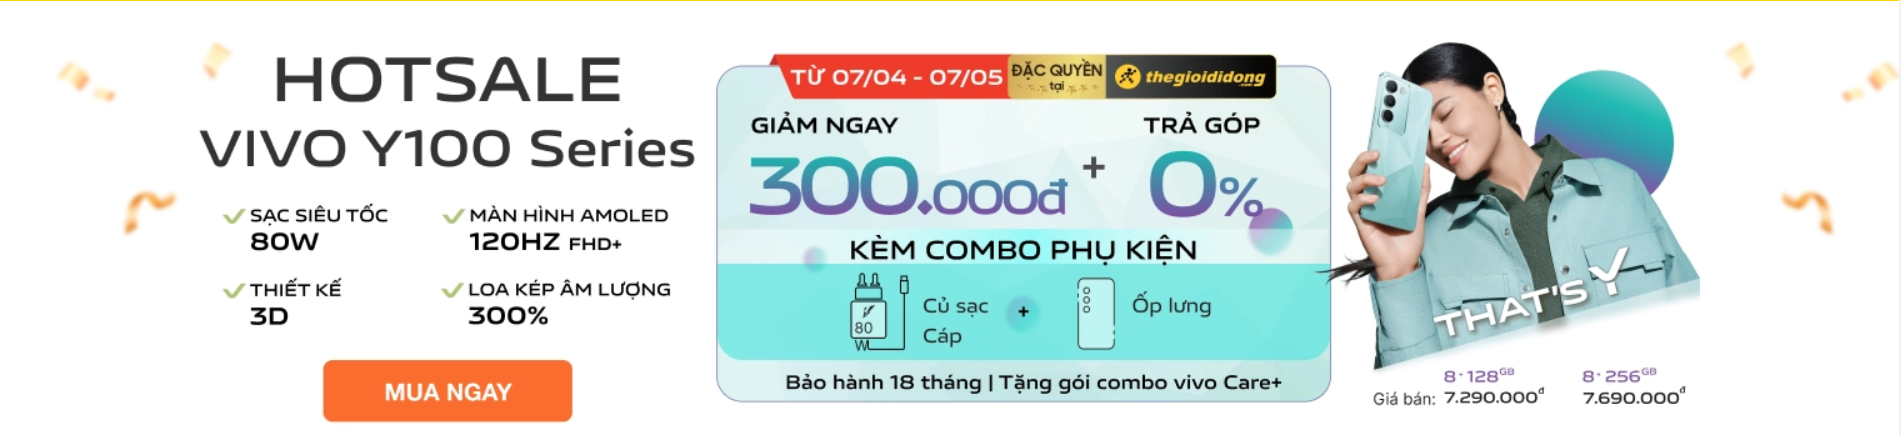 HOTSALE
VIVO Y100 Series
SẠC SIÊU TỐC
80W
MÀN HÌNH AMOLED
120HZ FHD+
THIẾT KẾ
3D
LOA KÉP ÂM LƯỢNG
300%
MUA NGAY
TỪ 07/04 - 07/05
ĐẶC QUYỀN
tại
thegioididong
.com
GIẢM NGAY
300.000đ
+
TRẢ GÓP
0%
KÈM COMBO PHỤ KIỆN
80W
Củ sạc
Cáp
+
Ốp lưng
Bảo hành 18 tháng | Tặng gói combo vivo Care+
THAT'S Y
8+128GB
8+256GB
Giá bán: 7.290.000đ
7.690.000đ